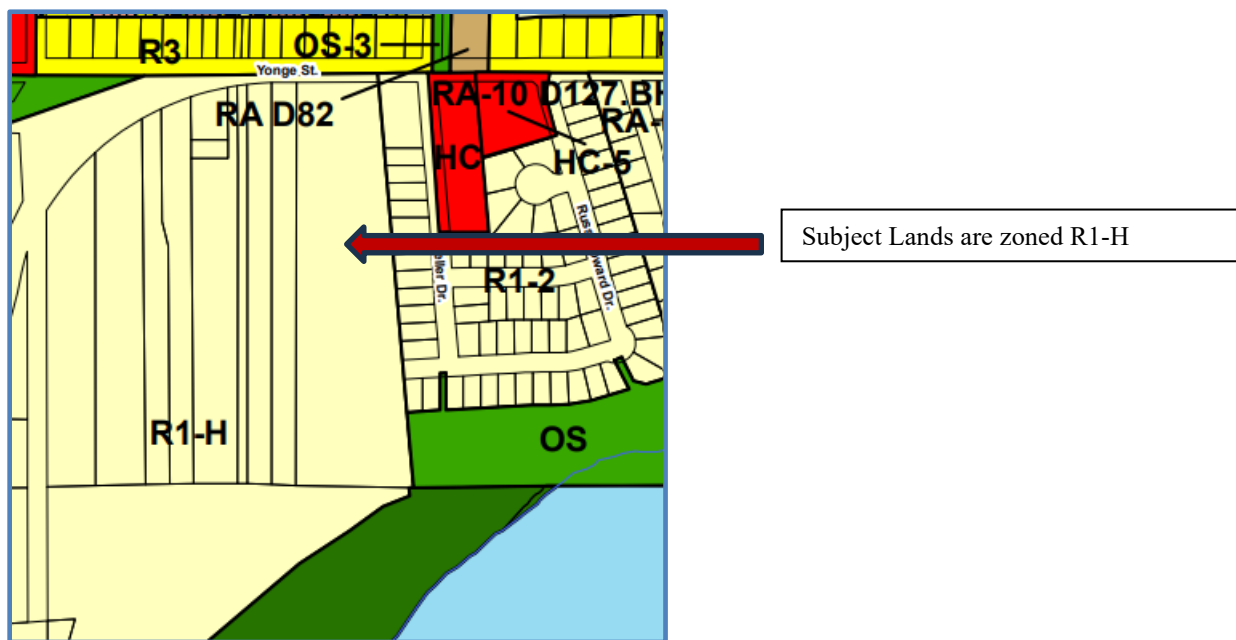 R3
OS-3
Yonge St.
RA D82
RA-10 D127.BH
RA-
HC
HC-5
Subject Lands are zoned R1-H
R1-2
Dr.
R1-H
OS